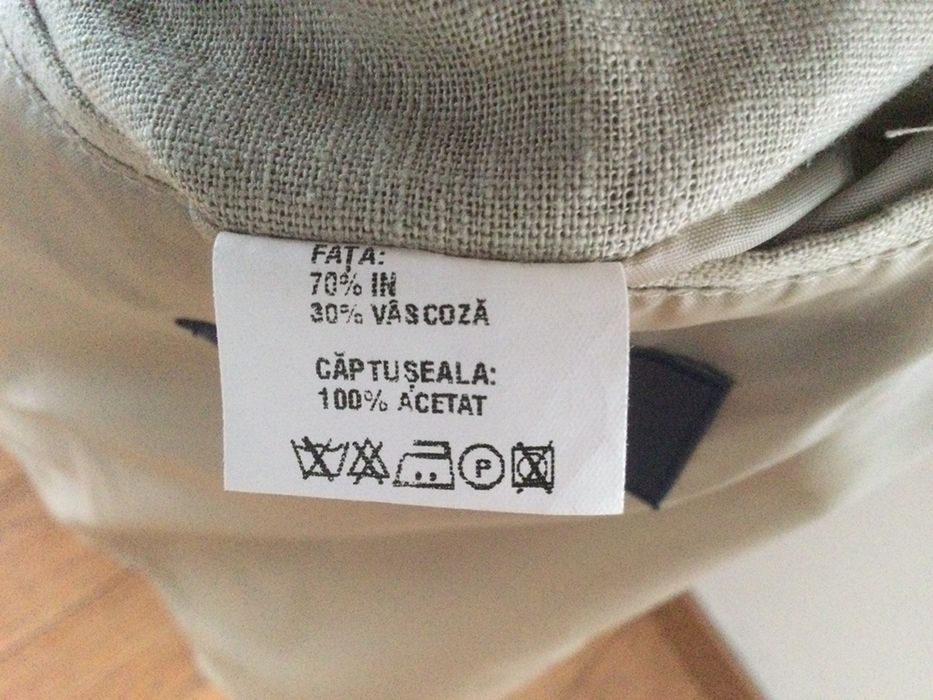 FAȚA:
70% IN
30% VÂSCOZĂ
CĂPTUȘEALA:
100% ACETAT
P